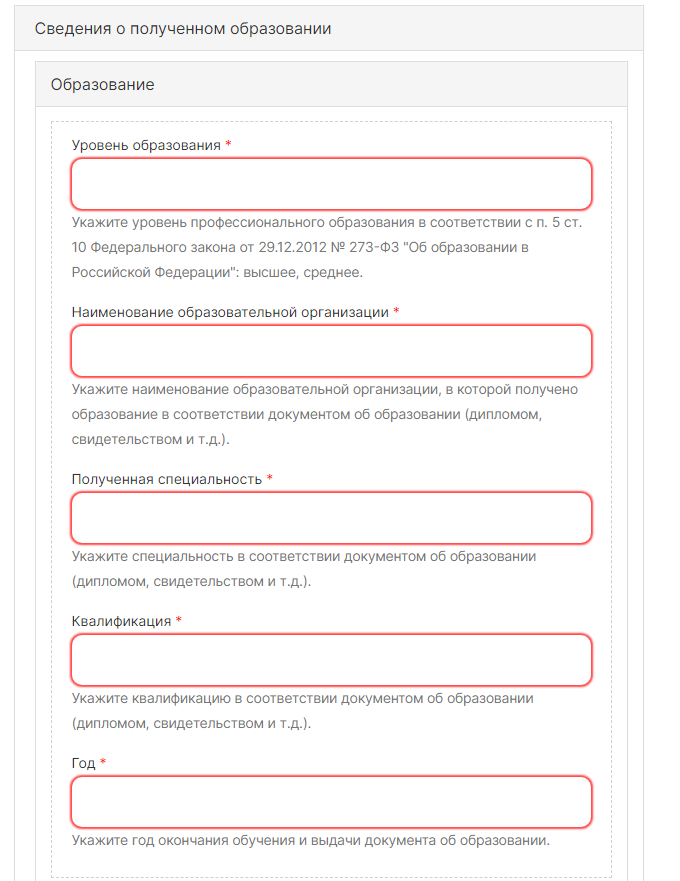 Сведения о полученном образовании
Образование
Уровень образования *
Укажите уровень профессионального образования в соответствии с п. 5 ст.
10 Федерального закона от 29.12.2012 № 273-ФЗ "Об образовании в
Российской Федерации": высшее, среднее.
Наименование образовательной организации *
Укажите наименование образовательной организации, в которой получено
образование в соответствии документом об образовании (дипломом,
свидетельством и т.д.).
Полученная специальность *
Укажите специальность в соответствии документом об образовании
(дипломом, свидетельством и т.д.).
Квалификация *
Укажите квалификацию в соответствии документом об образовании
(дипломом, свидетельством и т.д.).
Год *
Укажите год окончания обучения и выдачи документа об образовании.